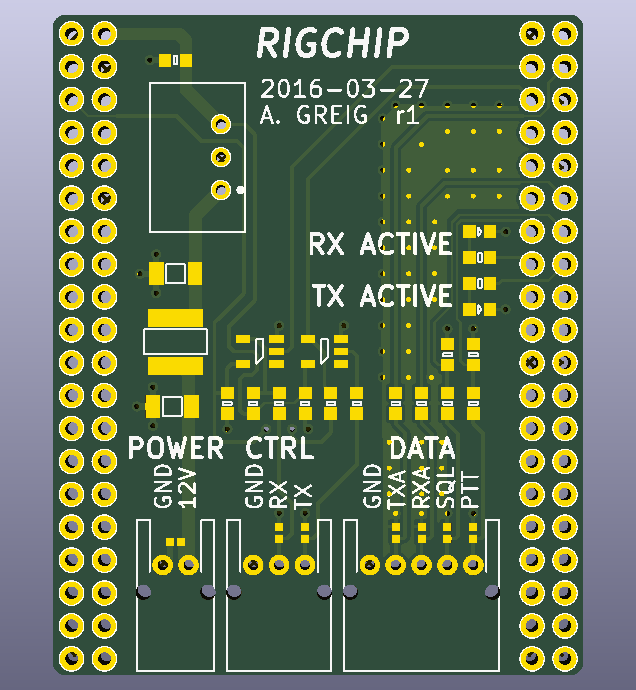 RIGCHIP
2016-03-27
A. GREIG r1
RX ACTIVE
TX ACTIVE
POWER CTRL DATA
GND 12V GND RX TX GND TXA RXA SQL PTT